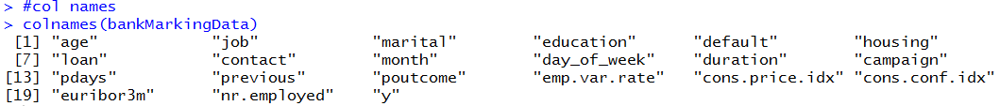 > #col names
> colnames(bankMarkingData)
 [1] "age"            "job"            "marital"        "education"      "default"        "housing"
 [7] "loan"           "contact"        "month"          "day_of_week"    "duration"       "campaign"
[13] "pdays"          "previous"       "poutcome"       "emp.var.rate"   "cons.price.idx" "cons.conf.idx"
[19] "euribor3m"      "nr.employed"    "y"